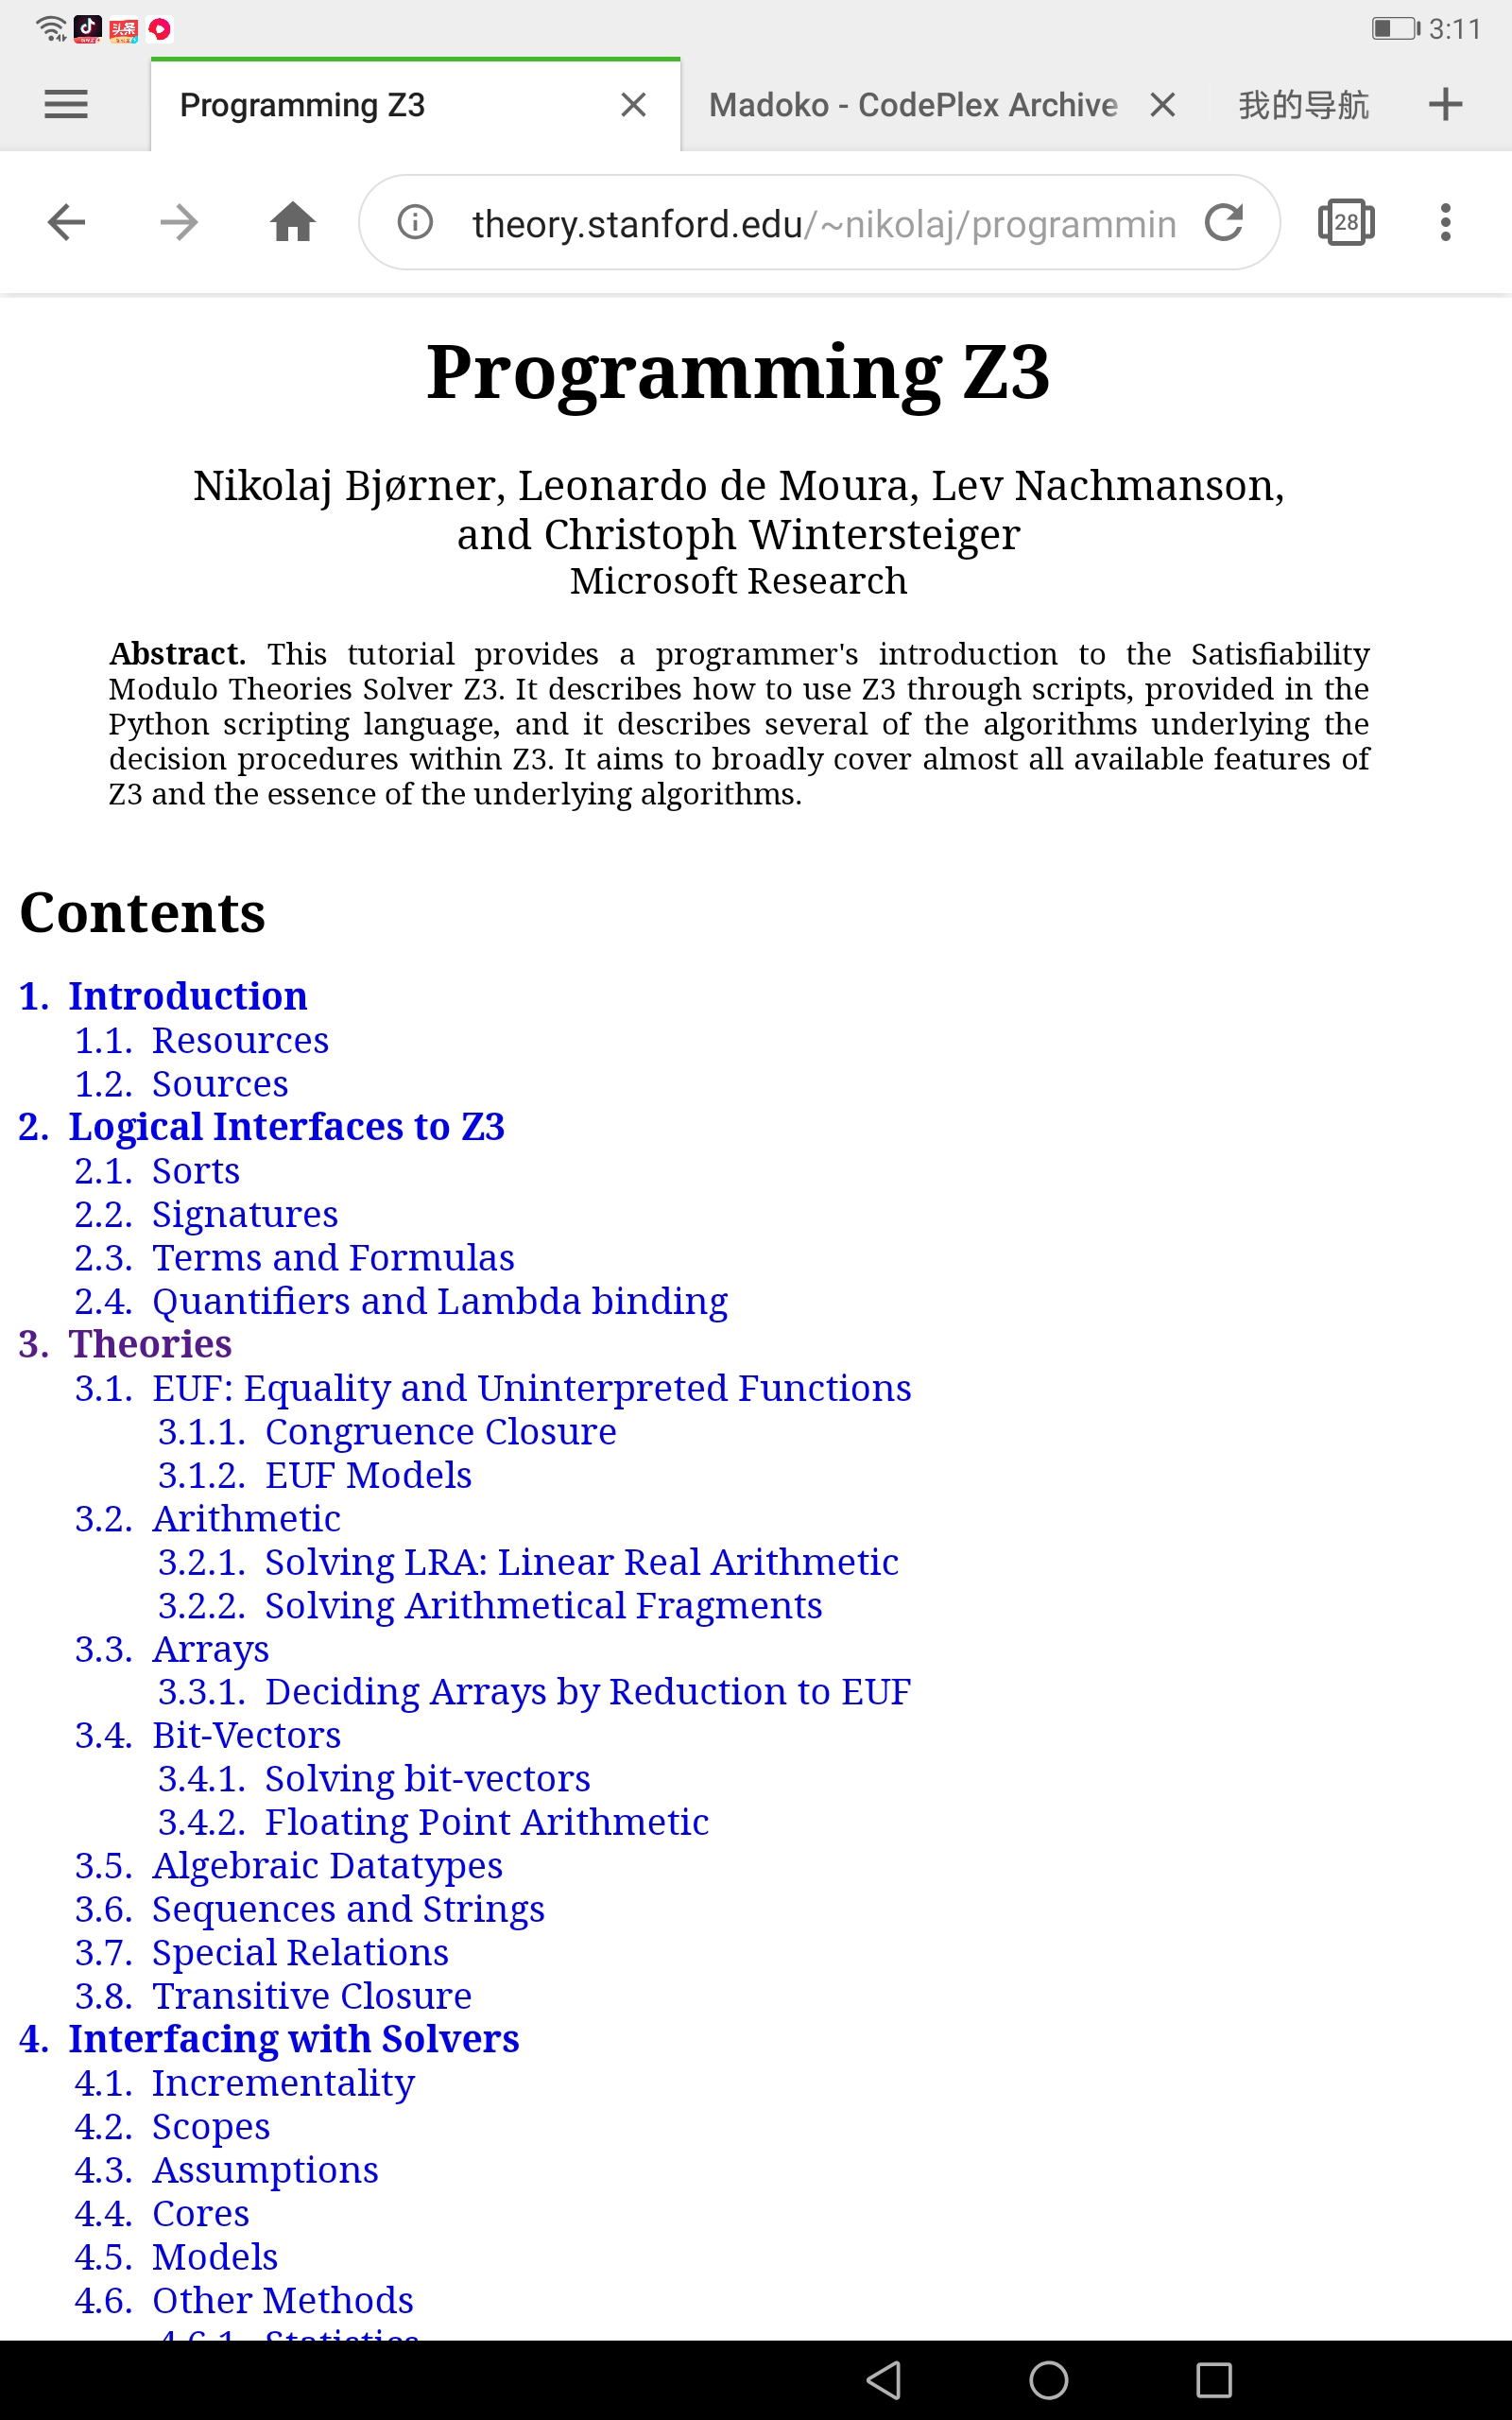 头条
3:11
Programming Z3
Madoko - CodePlex Archive
我的导航
theory.stanford.edu/~nikolaj/programmin
28
Programming Z3
Nikolaj Bjørner, Leonardo de Moura, Lev Nachmanson,
and Christoph Wintersteiger
Microsoft Research
Abstract. This tutorial provides a programmer's introduction to the Satisfiability
Modulo Theories Solver Z3. It describes how to use Z3 through scripts, provided in the
Python scripting language, and it describes several of the algorithms underlying the
decision procedures within Z3. It aims to broadly cover almost all available features of
Z3 and the essence of the underlying algorithms.
Contents
1. Introduction
1.1. Resources
1.2. Sources
2. Logical Interfaces to Z3
2.1. Sorts
2.2. Signatures
2.3. Terms and Formulas
2.4. Quantifiers and Lambda binding
3. Theories
3.1. EUF: Equality and Uninterpreted Functions
3.1.1. Congruence Closure
3.1.2. EUF Models
3.2. Arithmetic
3.2.1. Solving LRA: Linear Real Arithmetic
3.2.2. Solving Arithmetical Fragments
3.3. Arrays
3.3.1. Deciding Arrays by Reduction to EUF
3.4. Bit-Vectors
3.4.1. Solving bit-vectors
3.4.2. Floating Point Arithmetic
3.5. Algebraic Datatypes
3.6. Sequences and Strings
3.7. Special Relations
3.8. Transitive Closure
4. Interfacing with Solvers
4.1. Incrementality
4.2. Scopes
4.3. Assumptions
4.4. Cores
4.5. Models
4.6. Other Methods
4.6.1. Statistics